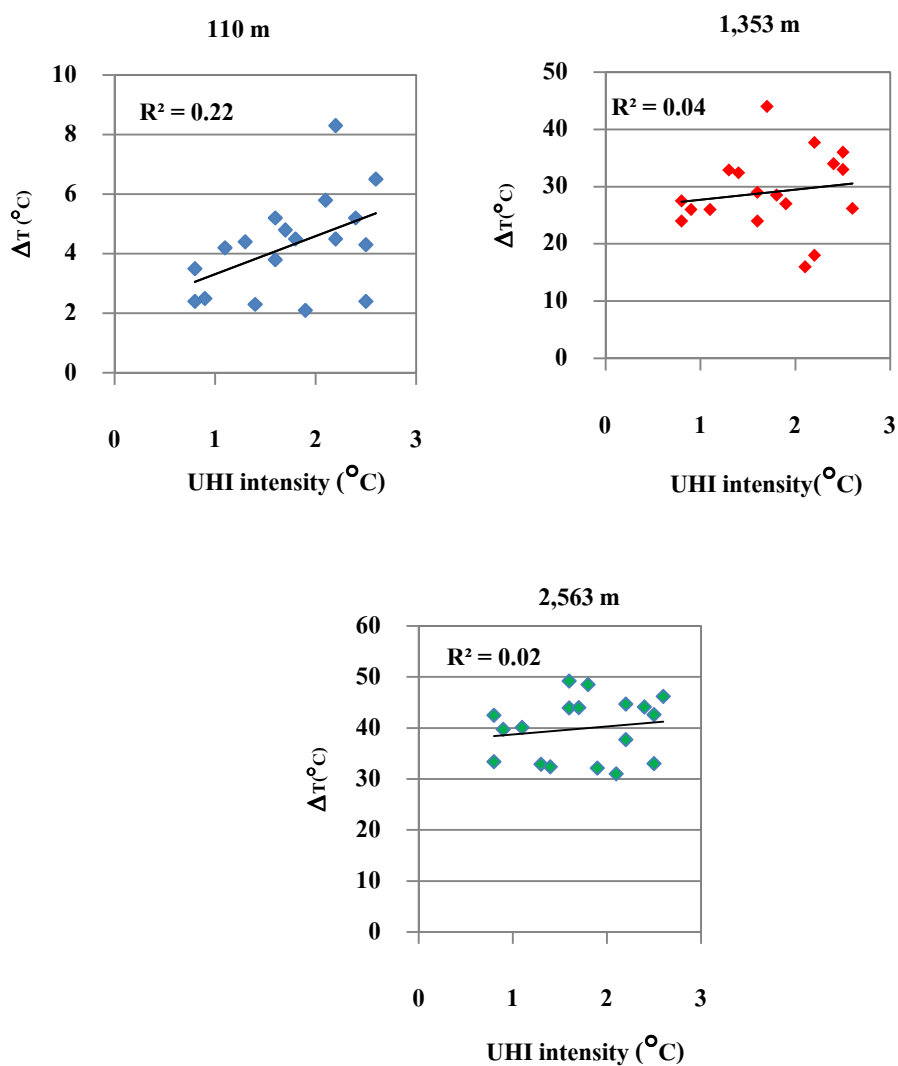 110 m
10
8
6
4
2
0
R² = 0.22
ΔT (°C)
0 1 2 3
UHI intensity (°C)
1,353 m
50
40
30
20
10
0
R² = 0.04
ΔT(°C)
0 1 2 3
UHI intensity(°C)
2,563 m
60
50
40
30
20
10
0
R² = 0.02
ΔT(°C)
0 1 2 3
UHI intensity (°C)